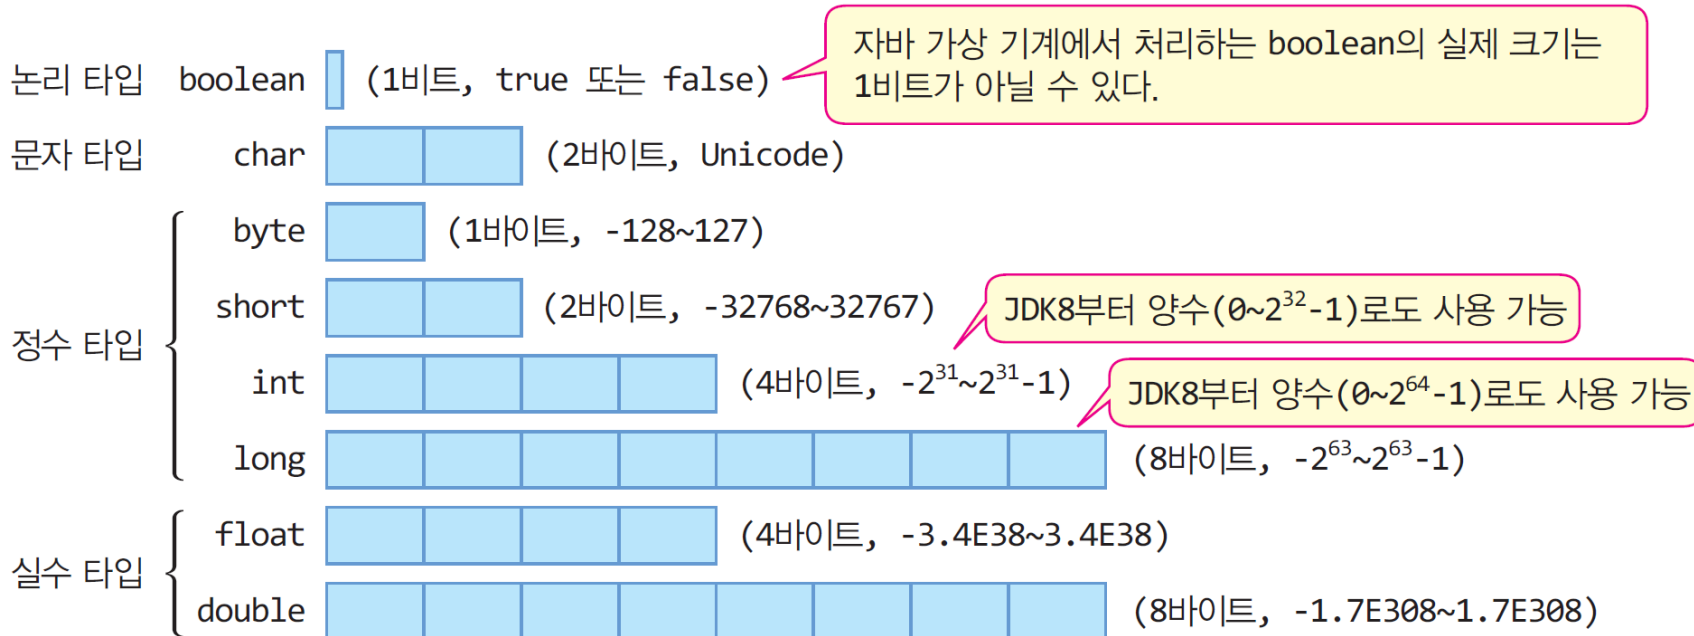 자바 가상 기계에서 처리하는 boolean의 실제 크기는
1비트가 아닐 수 있다.
논리 타입 boolean (1비트, true 또는 false)
문자 타입 char (2바이트, Unicode)
byte (1바이트, -128~127)
short (2바이트, -32768~32767)
JDK8부터 양수(0~2³²-1)로도 사용 가능
정수 타입
int (4바이트, -2³¹~2³¹-1)
JDK8부터 양수(0~2⁶⁴-1)로도 사용 가능
long (8바이트, -2⁶³~2⁶³-1)
float (4바이트, -3.4E38~3.4E38)
실수 타입
double (8바이트, -1.7E308~1.7E308)